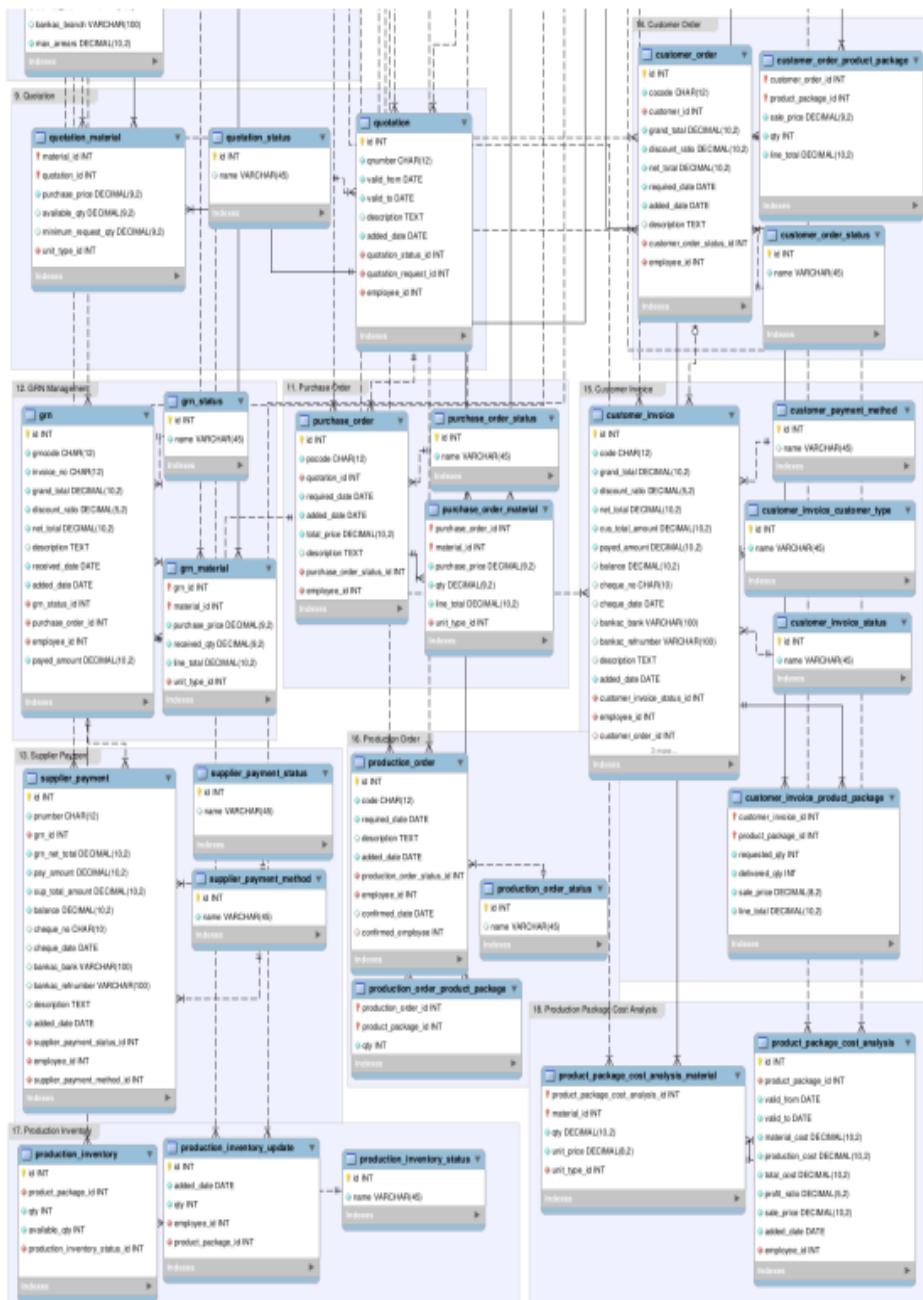 bankac_branch VARCHAR(100)
max_arrears DECIMAL(10,2)
Indexes
9. Quotation
quotation_material
material_id INT
quotation_id INT
purchase_price DECIMAL(9,2)
available_qty DECIMAL(9,2)
minimum_request_qty DECIMAL(9,2)
unit_type_id INT
Indexes
quotation_status
id INT
name VARCHAR(45)
Indexes
quotation
id INT
qnumber CHAR(12)
valid_from DATE
valid_to DATE
description TEXT
added_date DATE
quotation_status_id INT
quotation_request_id INT
employee_id INT
Indexes
14. Customer Order
customer_order
id INT
cocode CHAR(12)
customer_id INT
grand_total DECIMAL(10,2)
discount_ratio DECIMAL(5,2)
net_total DECIMAL(10,2)
required_date DATE
added_date DATE
description TEXT
customer_order_status_id INT
employee_id INT
Indexes
customer_order_product_package
customer_order_id INT
product_package_id INT
sale_price DECIMAL(9,2)
qty INT
line_total DECIMAL(10,2)
Indexes
customer_order_status
id INT
name VARCHAR(45)
Indexes
12. GRN Management
grn
id INT
grncode CHAR(12)
invoice_no CHAR(12)
grand_total DECIMAL(10,2)
discount_ratio DECIMAL(5,2)
net_total DECIMAL(10,2)
description TEXT
received_date DATE
added_date DATE
grn_status_id INT
purchase_order_id INT
employee_id INT
payed_amount DECIMAL(10,2)
Indexes
grn_status
id INT
name VARCHAR(45)
Indexes
grn_material
grn_id INT
material_id INT
purchase_price DECIMAL(9,2)
received_qty DECIMAL(9,2)
line_total DECIMAL(10,2)
unit_type_id INT
Indexes
11. Purchase Order
purchase_order
id INT
pocode CHAR(12)
quotation_id INT
required_date DATE
added_date DATE
total_price DECIMAL(10,2)
description TEXT
purchase_order_status_id INT
employee_id INT
Indexes
purchase_order_status
id INT
name VARCHAR(45)
Indexes
purchase_order_material
purchase_order_id INT
material_id INT
purchase_price DECIMAL(9,2)
qty DECIMAL(9,2)
line_total DECIMAL(10,2)
unit_type_id INT
Indexes
15. Customer Invoice
customer_invoice
id INT
code CHAR(12)
grand_total DECIMAL(10,2)
discount_ratio DECIMAL(5,2)
net_total DECIMAL(10,2)
cus_total_amount DECIMAL(10,2)
payed_amount DECIMAL(10,2)
balance DECIMAL(10,2)
cheque_no CHAR(10)
cheque_date DATE
bankac_bank VARCHAR(100)
bankac_refnumber VARCHAR(100)
description TEXT
added_date DATE
customer_invoice_status_id INT
employee_id INT
customer_order_id INT
3 more...
Indexes
customer_payment_method
id INT
name VARCHAR(45)
Indexes
customer_invoice_customer_type
id INT
name VARCHAR(45)
Indexes
customer_invoice_status
id INT
name VARCHAR(45)
Indexes
customer_invoice_product_package
customer_invoice_id INT
product_package_id INT
requested_qty INT
delivered_qty INT
sale_price DECIMAL(8,2)
line_total DECIMAL(10,2)
Indexes
13. Supplier Payment
supplier_payment
id INT
pnumber CHAR(12)
grn_id INT
grn_net_total DECIMAL(10,2)
pay_amount DECIMAL(10,2)
sup_total_amount DECIMAL(10,2)
balance DECIMAL(10,2)
cheque_no CHAR(10)
cheque_date DATE
bankac_bank VARCHAR(100)
bankac_refnumber VARCHAR(100)
description TEXT
added_date DATE
supplier_payment_status_id INT
employee_id INT
supplier_payment_method_id INT
Indexes
supplier_payment_status
id INT
name VARCHAR(45)
Indexes
supplier_payment_method
id INT
name VARCHAR(45)
Indexes
16. Production Order
production_order
id INT
code CHAR(12)
required_date DATE
description TEXT
added_date DATE
production_order_status_id INT
employee_id INT
confirmed_date DATE
confirmed_employee INT
Indexes
production_order_status
id INT
name VARCHAR(45)
Indexes
production_order_product_package
production_order_id INT
product_package_id INT
qty INT
Indexes
18. Production Package Cost Analysis
product_package_cost_analysis_material
product_package_cost_analysis_id INT
material_id INT
qty DECIMAL(10,2)
unit_price DECIMAL(8,2)
unit_type_id INT
Indexes
product_package_cost_analysis
id INT
product_package_id INT
valid_from DATE
valid_to DATE
material_cost DECIMAL(10,2)
production_cost DECIMAL(10,2)
total_cost DECIMAL(10,2)
profit_ratio DECIMAL(5,2)
sale_price DECIMAL(10,2)
added_date DATE
employee_id INT
Indexes
17. Production Inventory
production_inventory
id INT
product_package_id INT
qty INT
available_qty INT
production_inventory_status_id INT
Indexes
production_inventory_update
id INT
added_date DATE
qty INT
employee_id INT
product_package_id INT
Indexes
production_inventory_status
id INT
name VARCHAR(45)
Indexes